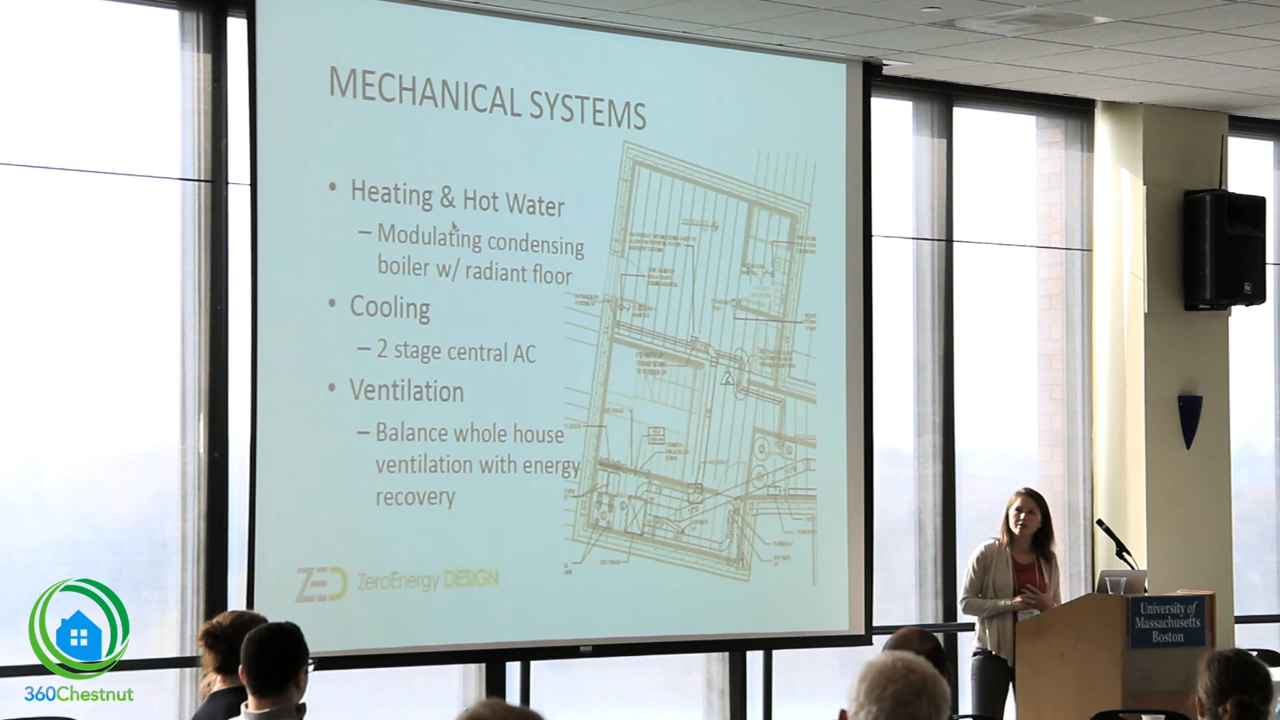 MECHANICAL SYSTEMS
• Heating & Hot Water
– Modulating condensing
boiler w/ radiant floor
• Cooling
– 2 stage central AC
• Ventilation
– Balance whole house
ventilation with energy
recovery
ZED ZeroEnergy DESIGN
University of
Massachusetts
Boston
360Chestnut